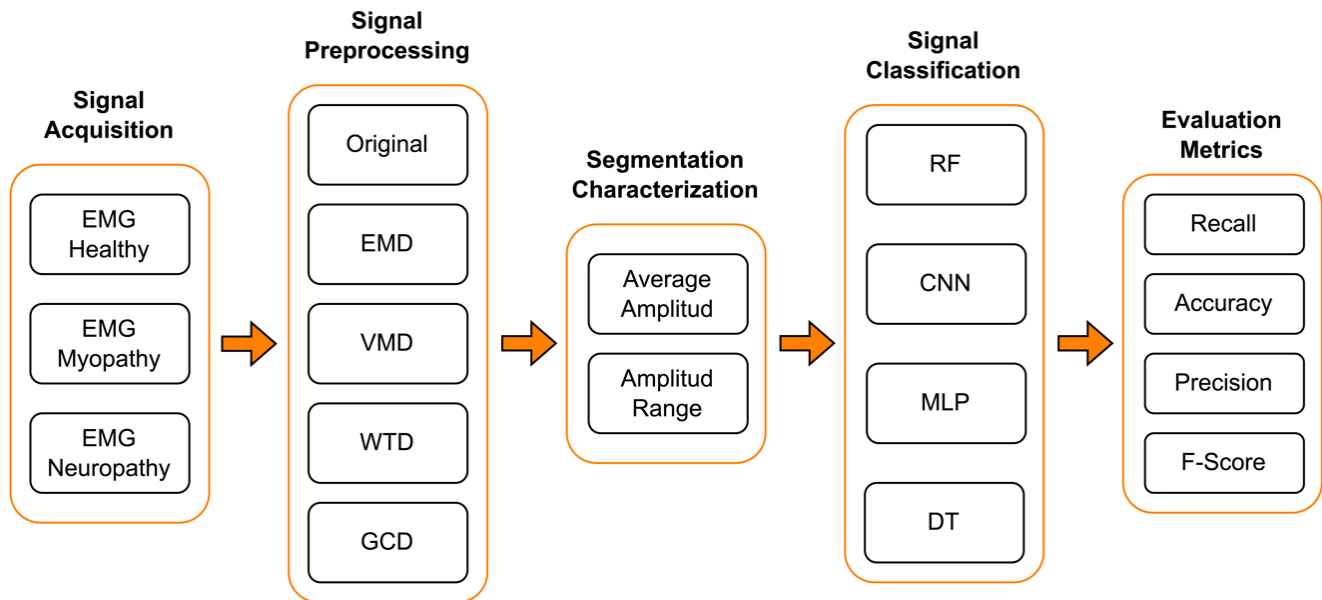 Signal
Acquisition
EMG
Healthy
EMG
Myopathy
EMG
Neuropathy
Signal
Preprocessing
Original
EMD
VMD
WTD
GCD
Segmentation
Characterization
Average
Amplitud
Amplitud
Range
Signal
Classification
RF
CNN
MLP
DT
Evaluation
Metrics
Recall
Accuracy
Precision
F-Score